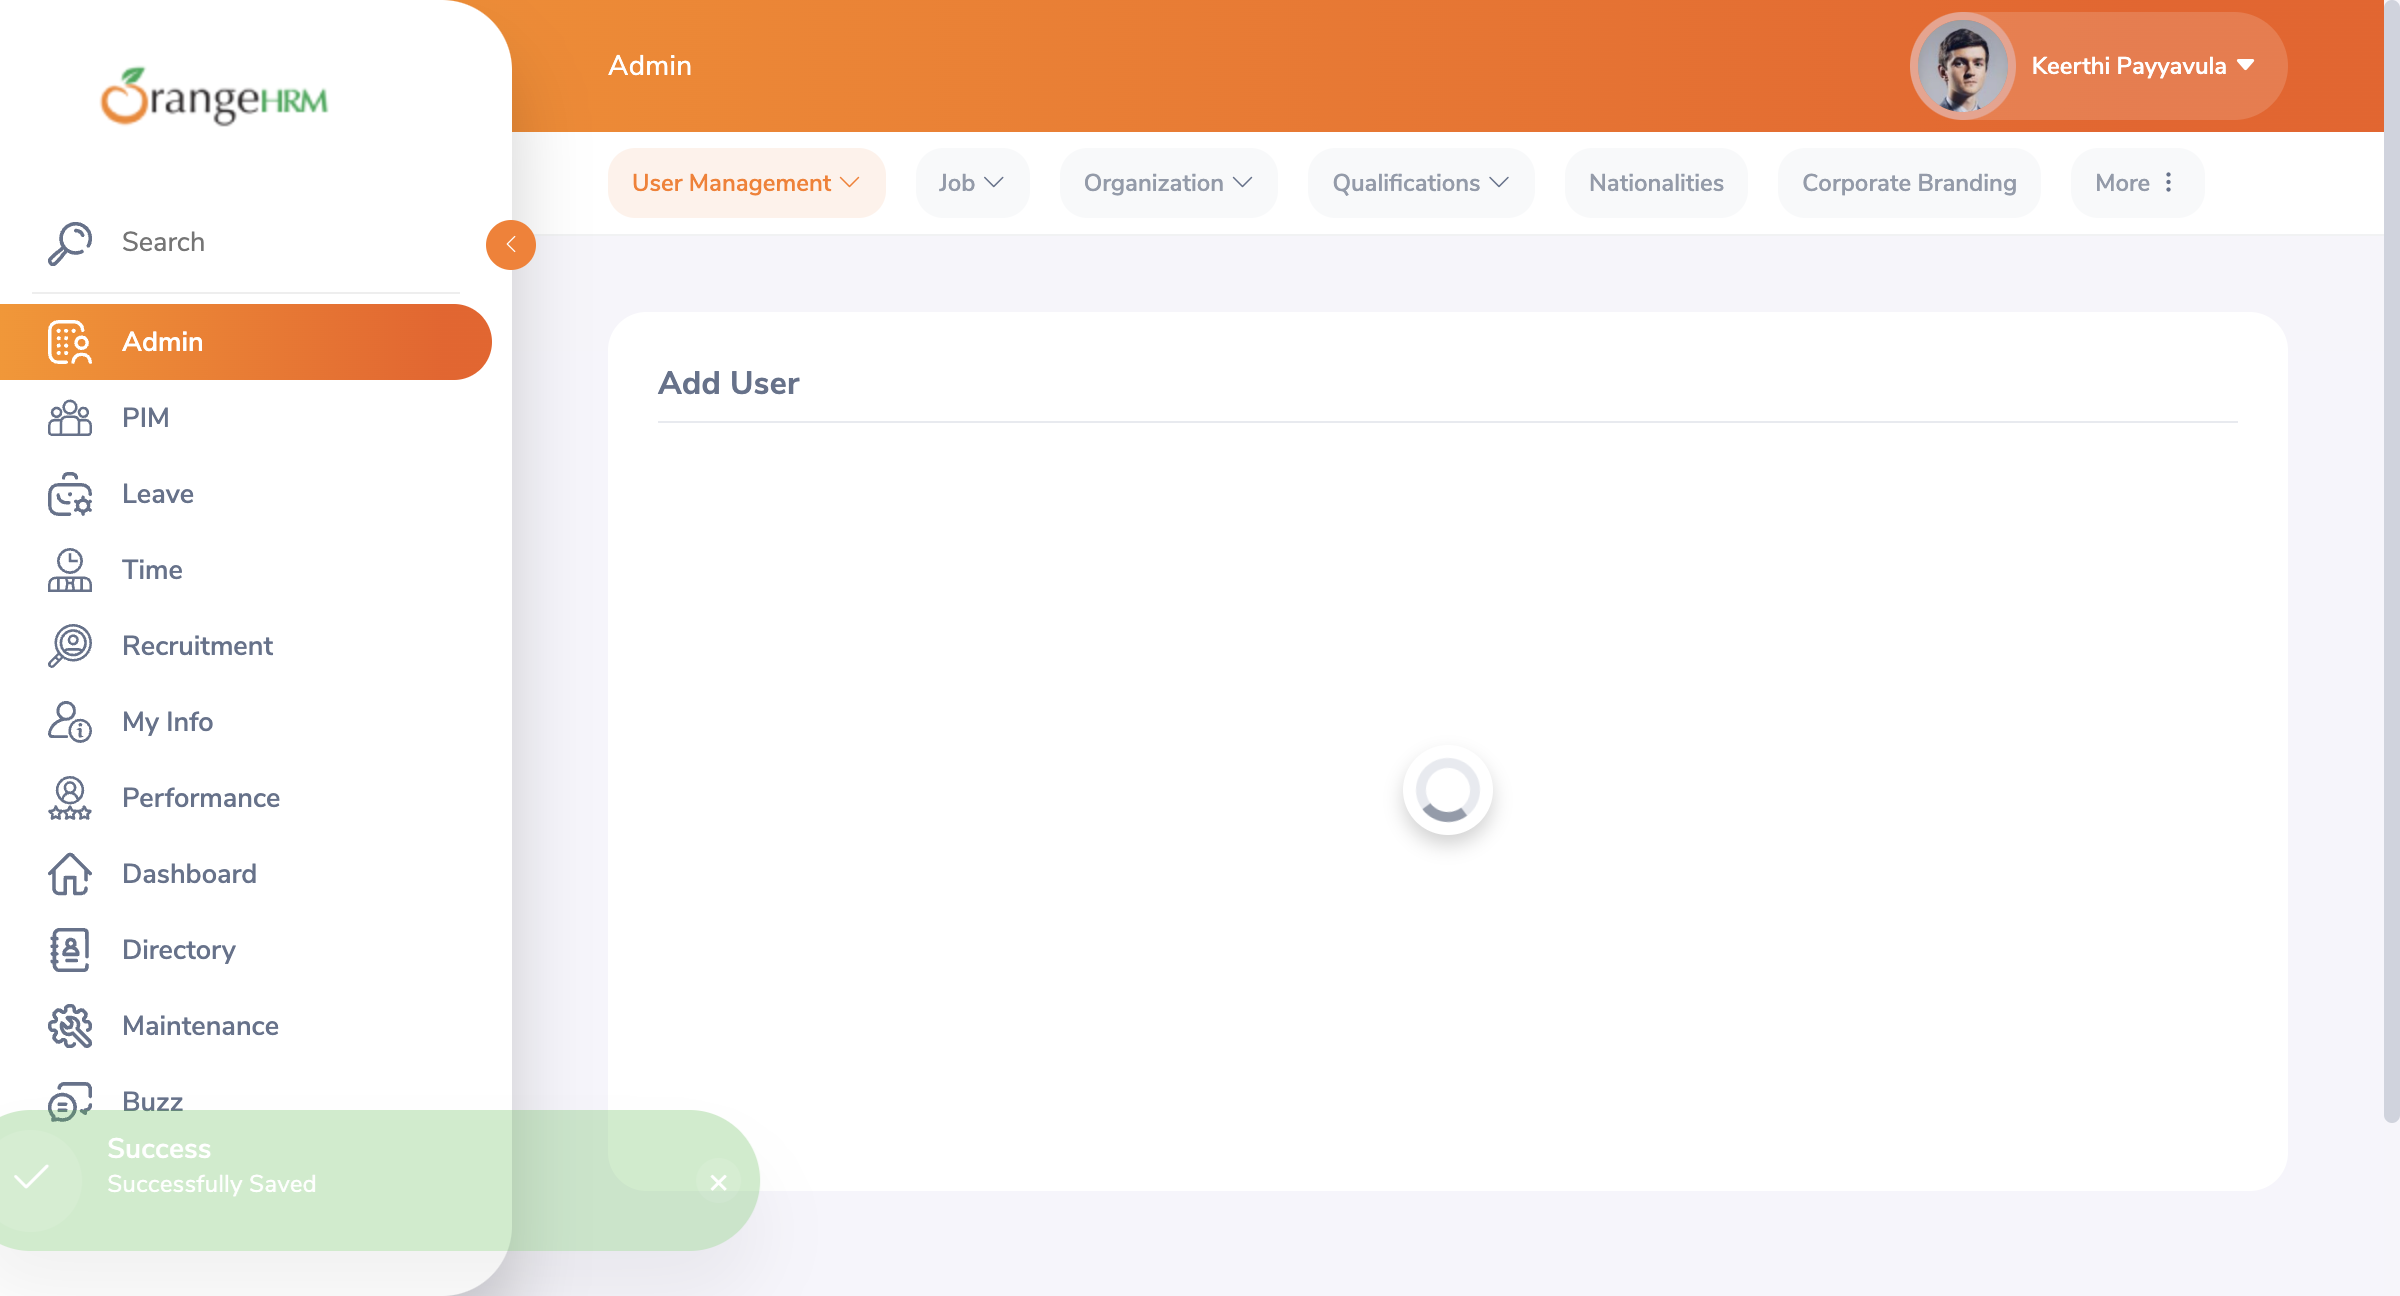 OrangeHRM
Admin
Keerthi Payyavula
User Management
Job
Organization
Qualifications
Nationalities
Corporate Branding
More
Search
Admin
PIM
Leave
Time
Recruitment
My Info
Performance
Dashboard
Directory
Maintenance
Buzz
Add User
Success
Successfully Saved